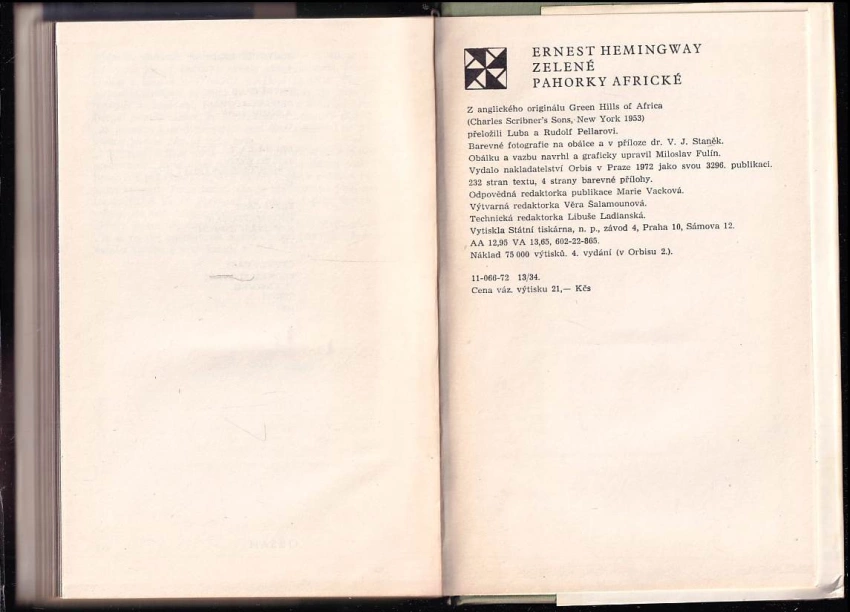 ERNEST HEMINGWAY
ZELENÉ
PAHORKY AFRICKÉ
Z anglického originálu Green Hills of Africa
(Charles Scribner's Sons, New York 1953)
přeložili Luba a Rudolf Pellarovi.
Barevné fotografie na obálce a v příloze dr. V. J. Staněk.
Obálku a vazbu navrhl a graficky upravil Miloslav Fulín.
Vydalo nakladatelství Orbis v Praze 1972 jako svou 3296. publikaci.
232 stran textu, 4 strany barevné přílohy.
Odpovědná redaktorka publikace Marie Vacková.
Výtvarná redaktorka Věra Šalamounová.
Technická redaktorka Libuše Ladianská.
Vytiskla Státní tiskárna, n. p., závod 4, Praha 10, Sámova 12.
AA 12,95 VA 13,65, 602-22-865.
Náklad 75 000 výtisků. 4. vydání (v Orbisu 2.).
11-066-72 13/34.
Cena váz. výtisku 21,— Kčs